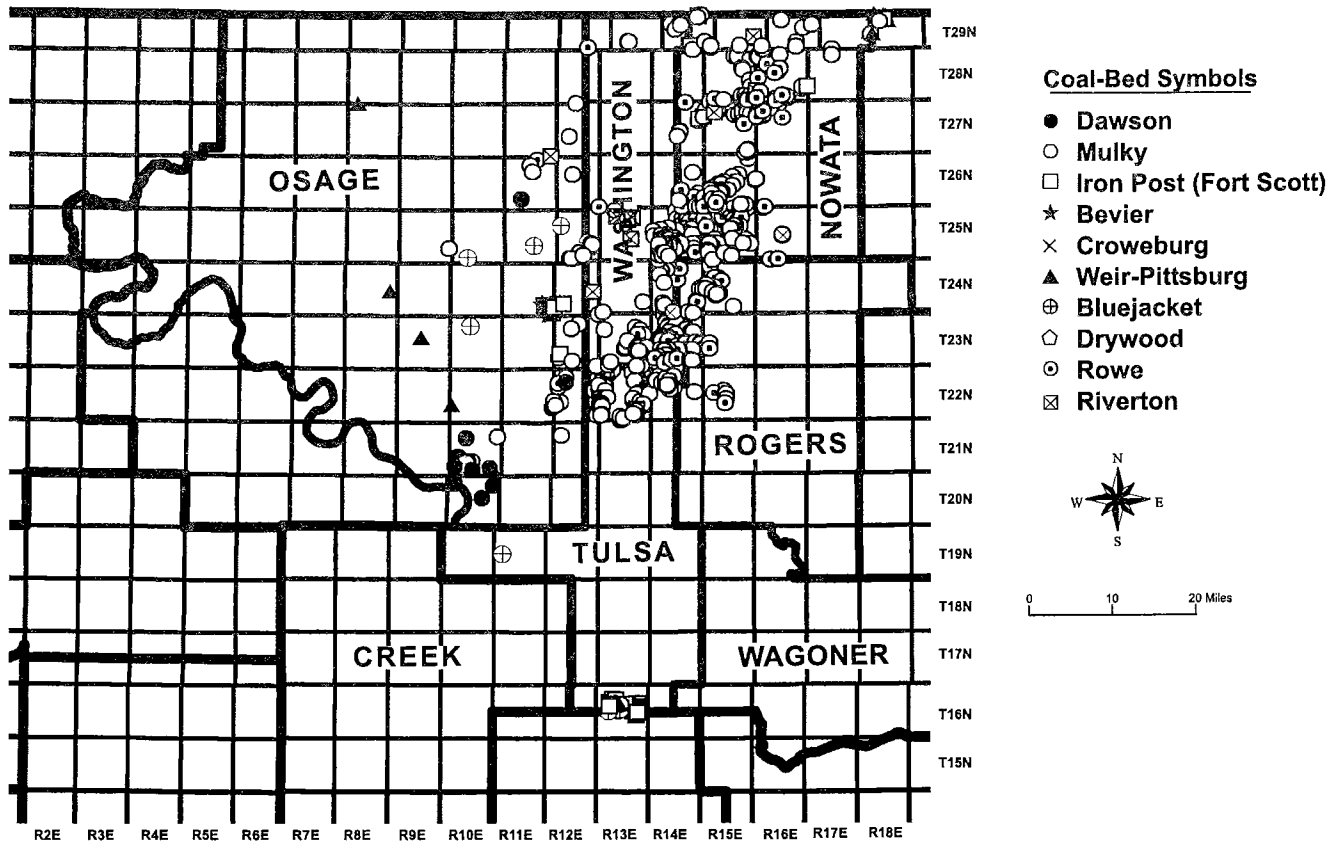 T29N
T28N
T27N
T26N
T25N
T24N
T23N
T22N
T21N
T20N
T19N
T18N
T17N
T16N
T15N
OSAGE
WASHINGTON
NOWATA
ROGERS
TULSA
CREEK
WAGONER
R2E R3E R4E R5E R6E R7E R8E R9E R10E R11E R12E R13E R14E R15E R16E R17E R18E
Coal-Bed Symbols
Dawson
Mulky
Iron Post (Fort Scott)
Bevier
Croweburg
Weir-Pittsburg
Bluejacket
Drywood
Rowe
Riverton
N
W E
S
0 10 20 Miles